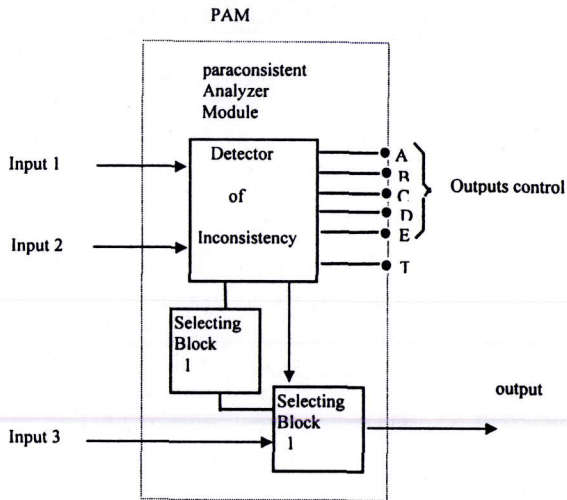 PAM
paraconsistent
Analyzer
Module
Input 1
Input 2
Input 3
Detector
of
Inconsistency
A
B
C
D
E
T
Outputs control
Selecting
Block
1
Selecting
Block
1
output